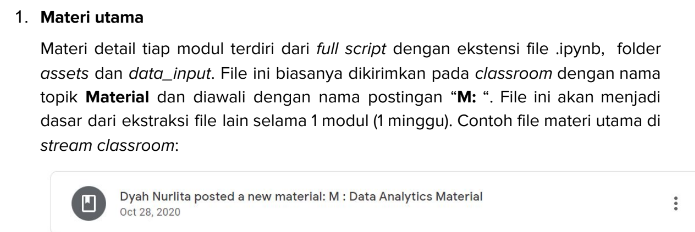 1. Materi utama
Materi detail tiap modul terdiri dari full script dengan ekstensi file .ipynb, folder
assets dan data_input. File ini biasanya dikirimkan pada classroom dengan nama
topik Material dan diawali dengan nama postingan “M: “. File ini akan menjadi
dasar dari ekstraksi file lain selama 1 modul (1 minggu). Contoh file materi utama di
stream classroom:
Dyah Nurlita posted a new material: M : Data Analytics Material
Oct 28, 2020